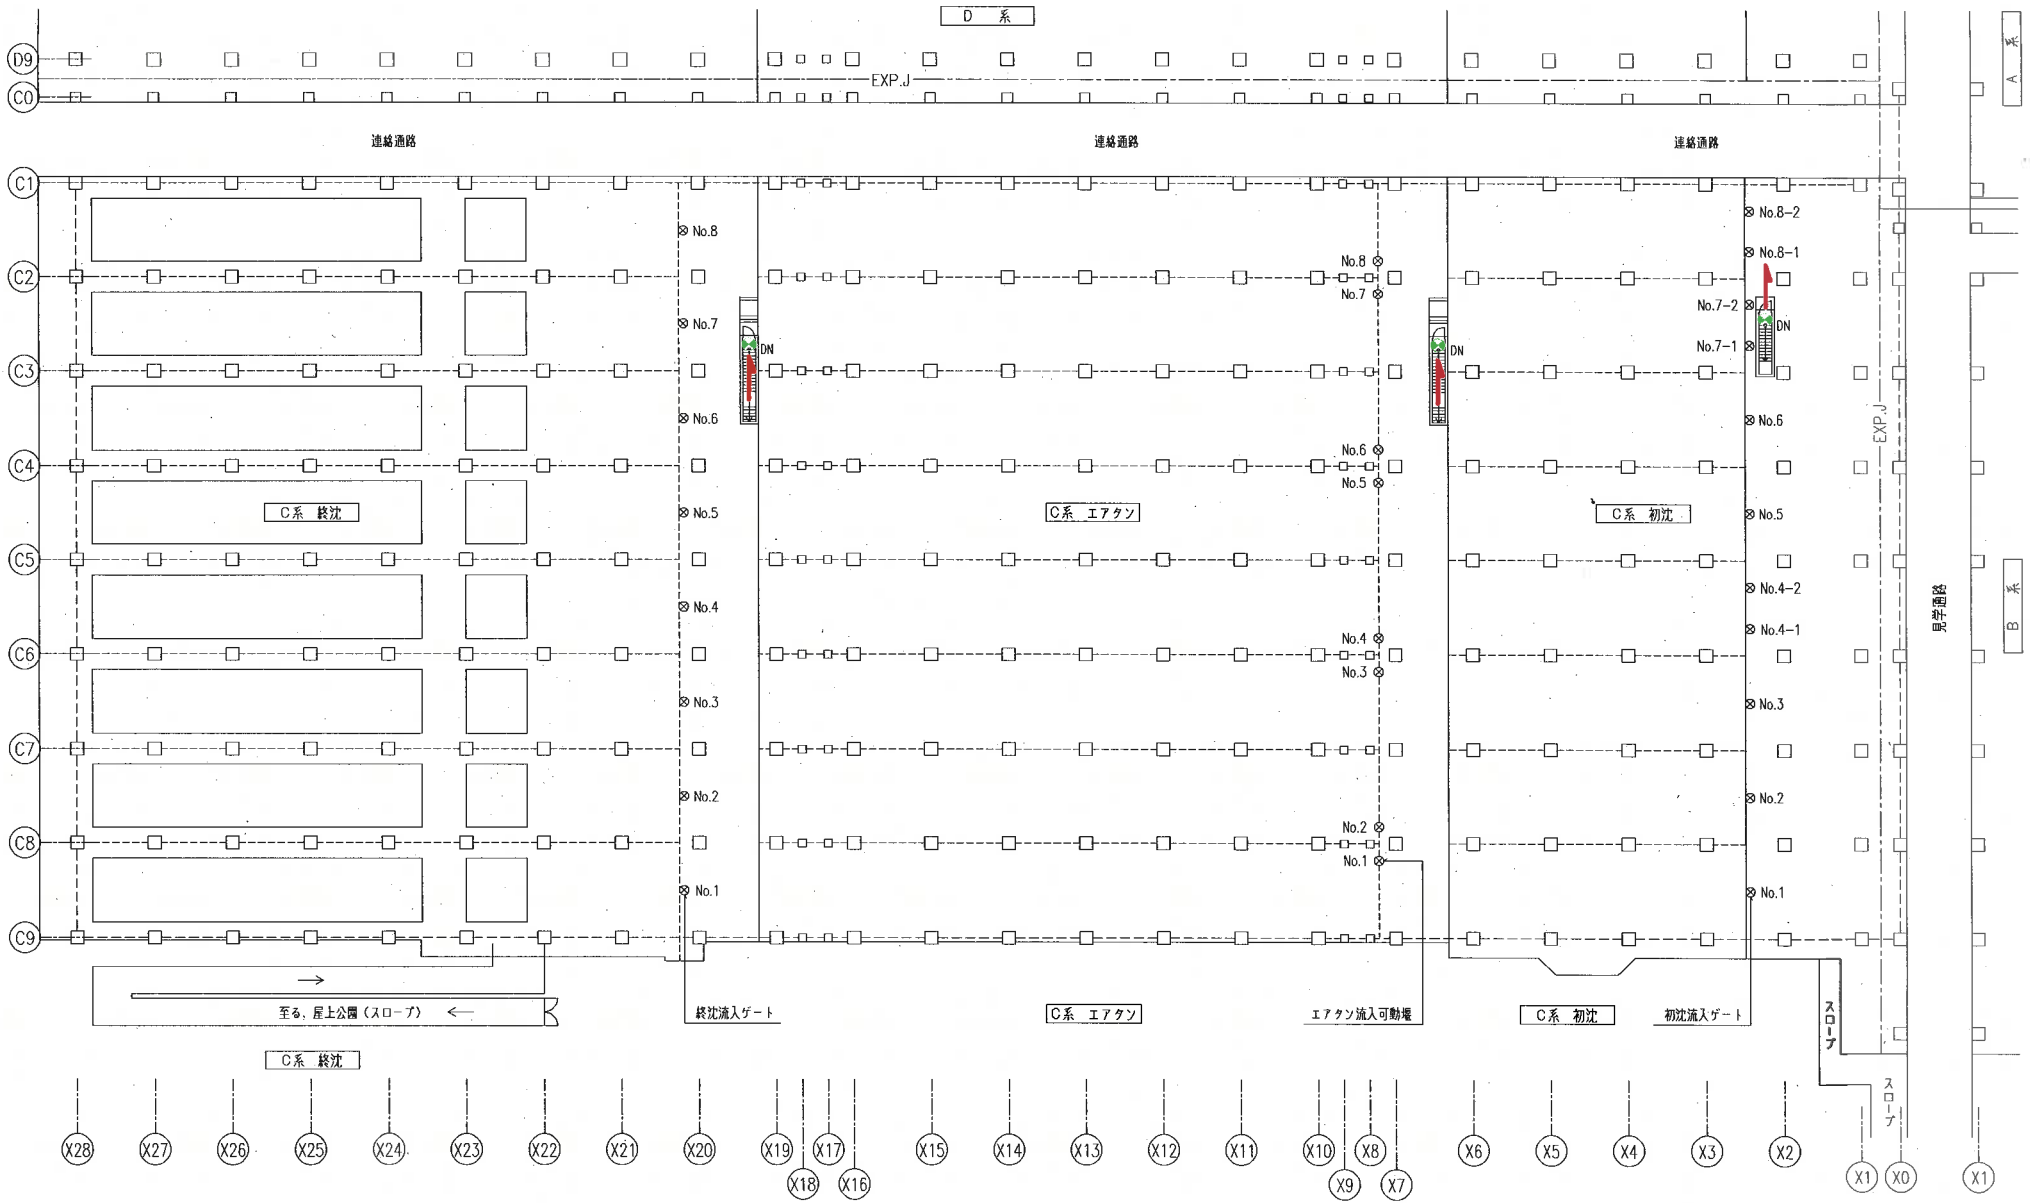 D 系
A 系
D9
EXP.J
C0
連絡通路
連絡通路
連絡通路
C1
No.8
No.8
No.7
No.8-2
No.8-1
C2
No.7
No.7-2
DN
DN
DN
No.7-1
C3
No.6
No.6
No.5
No.6
EXP.J
C4
C系 終沈
No.5
C系 エアタン
C系 初沈
No.5
C5
No.4
No.4
No.3
No.4-2
No.4-1
見学通路
B 系
C6
No.3
No.3
C7
No.2
No.2
No.1
No.2
C8
No.1
No.1
C9
至る、屋上公園(スロープ)
終沈流入ゲート
C系 エアタン
エアタン流入可動堰
C系 初沈
初沈流入ゲート
スロープ
C系 終沈
スロープ
X28
X27
X26
X25
X24
X23
X22
X21
X20
X19
X18
X17
X16
X15
X14
X13
X12
X11
X10
X9
X8
X7
X6
X5
X4
X3
X2
X1
X0
X1